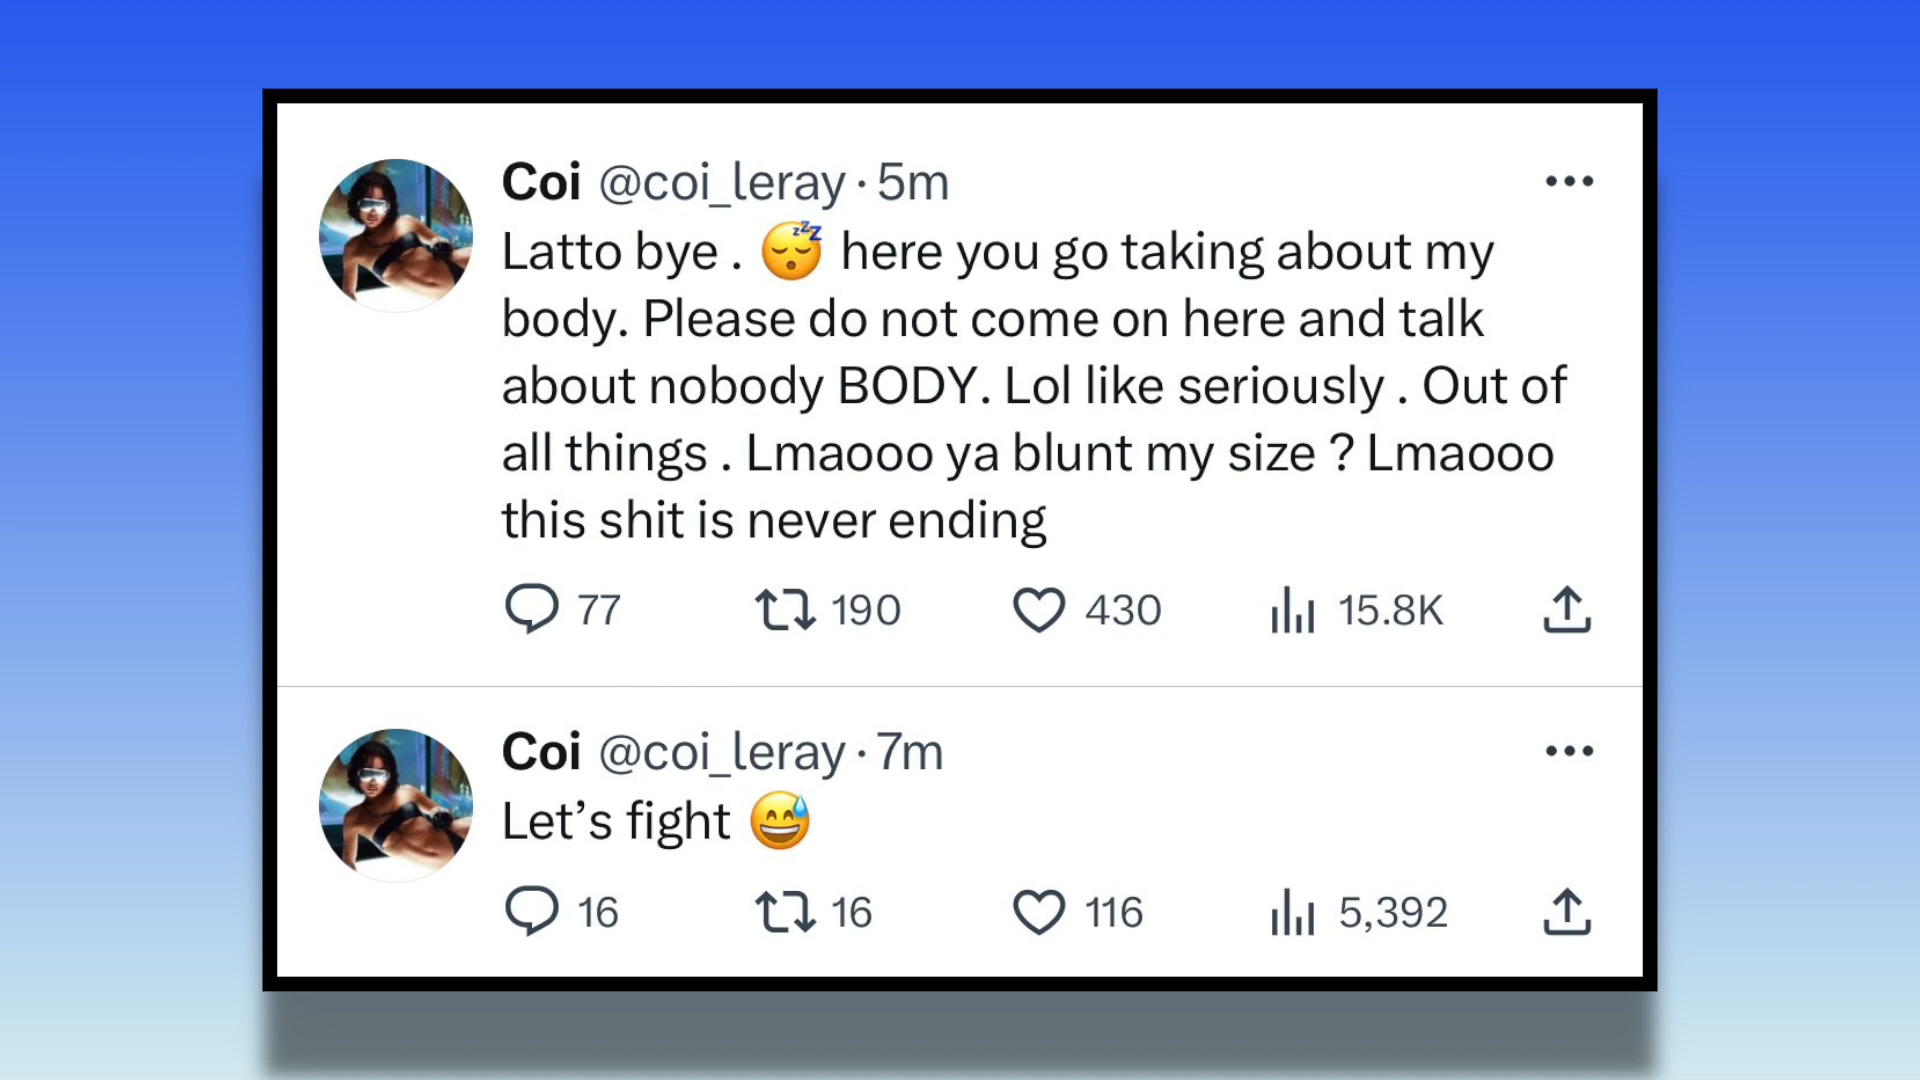 Coi @coi_leray · 5m
Latto bye . 😴 here you go taking about my
body. Please do not come on here and talk
about nobody BODY. Lol like seriously . Out of
all things . Lmaooo ya blunt my size ? Lmaooo
this shit is never ending
77 190 430 15.8K
Coi @coi_leray · 7m
Let’s fight 😅
16 16 116 5,392